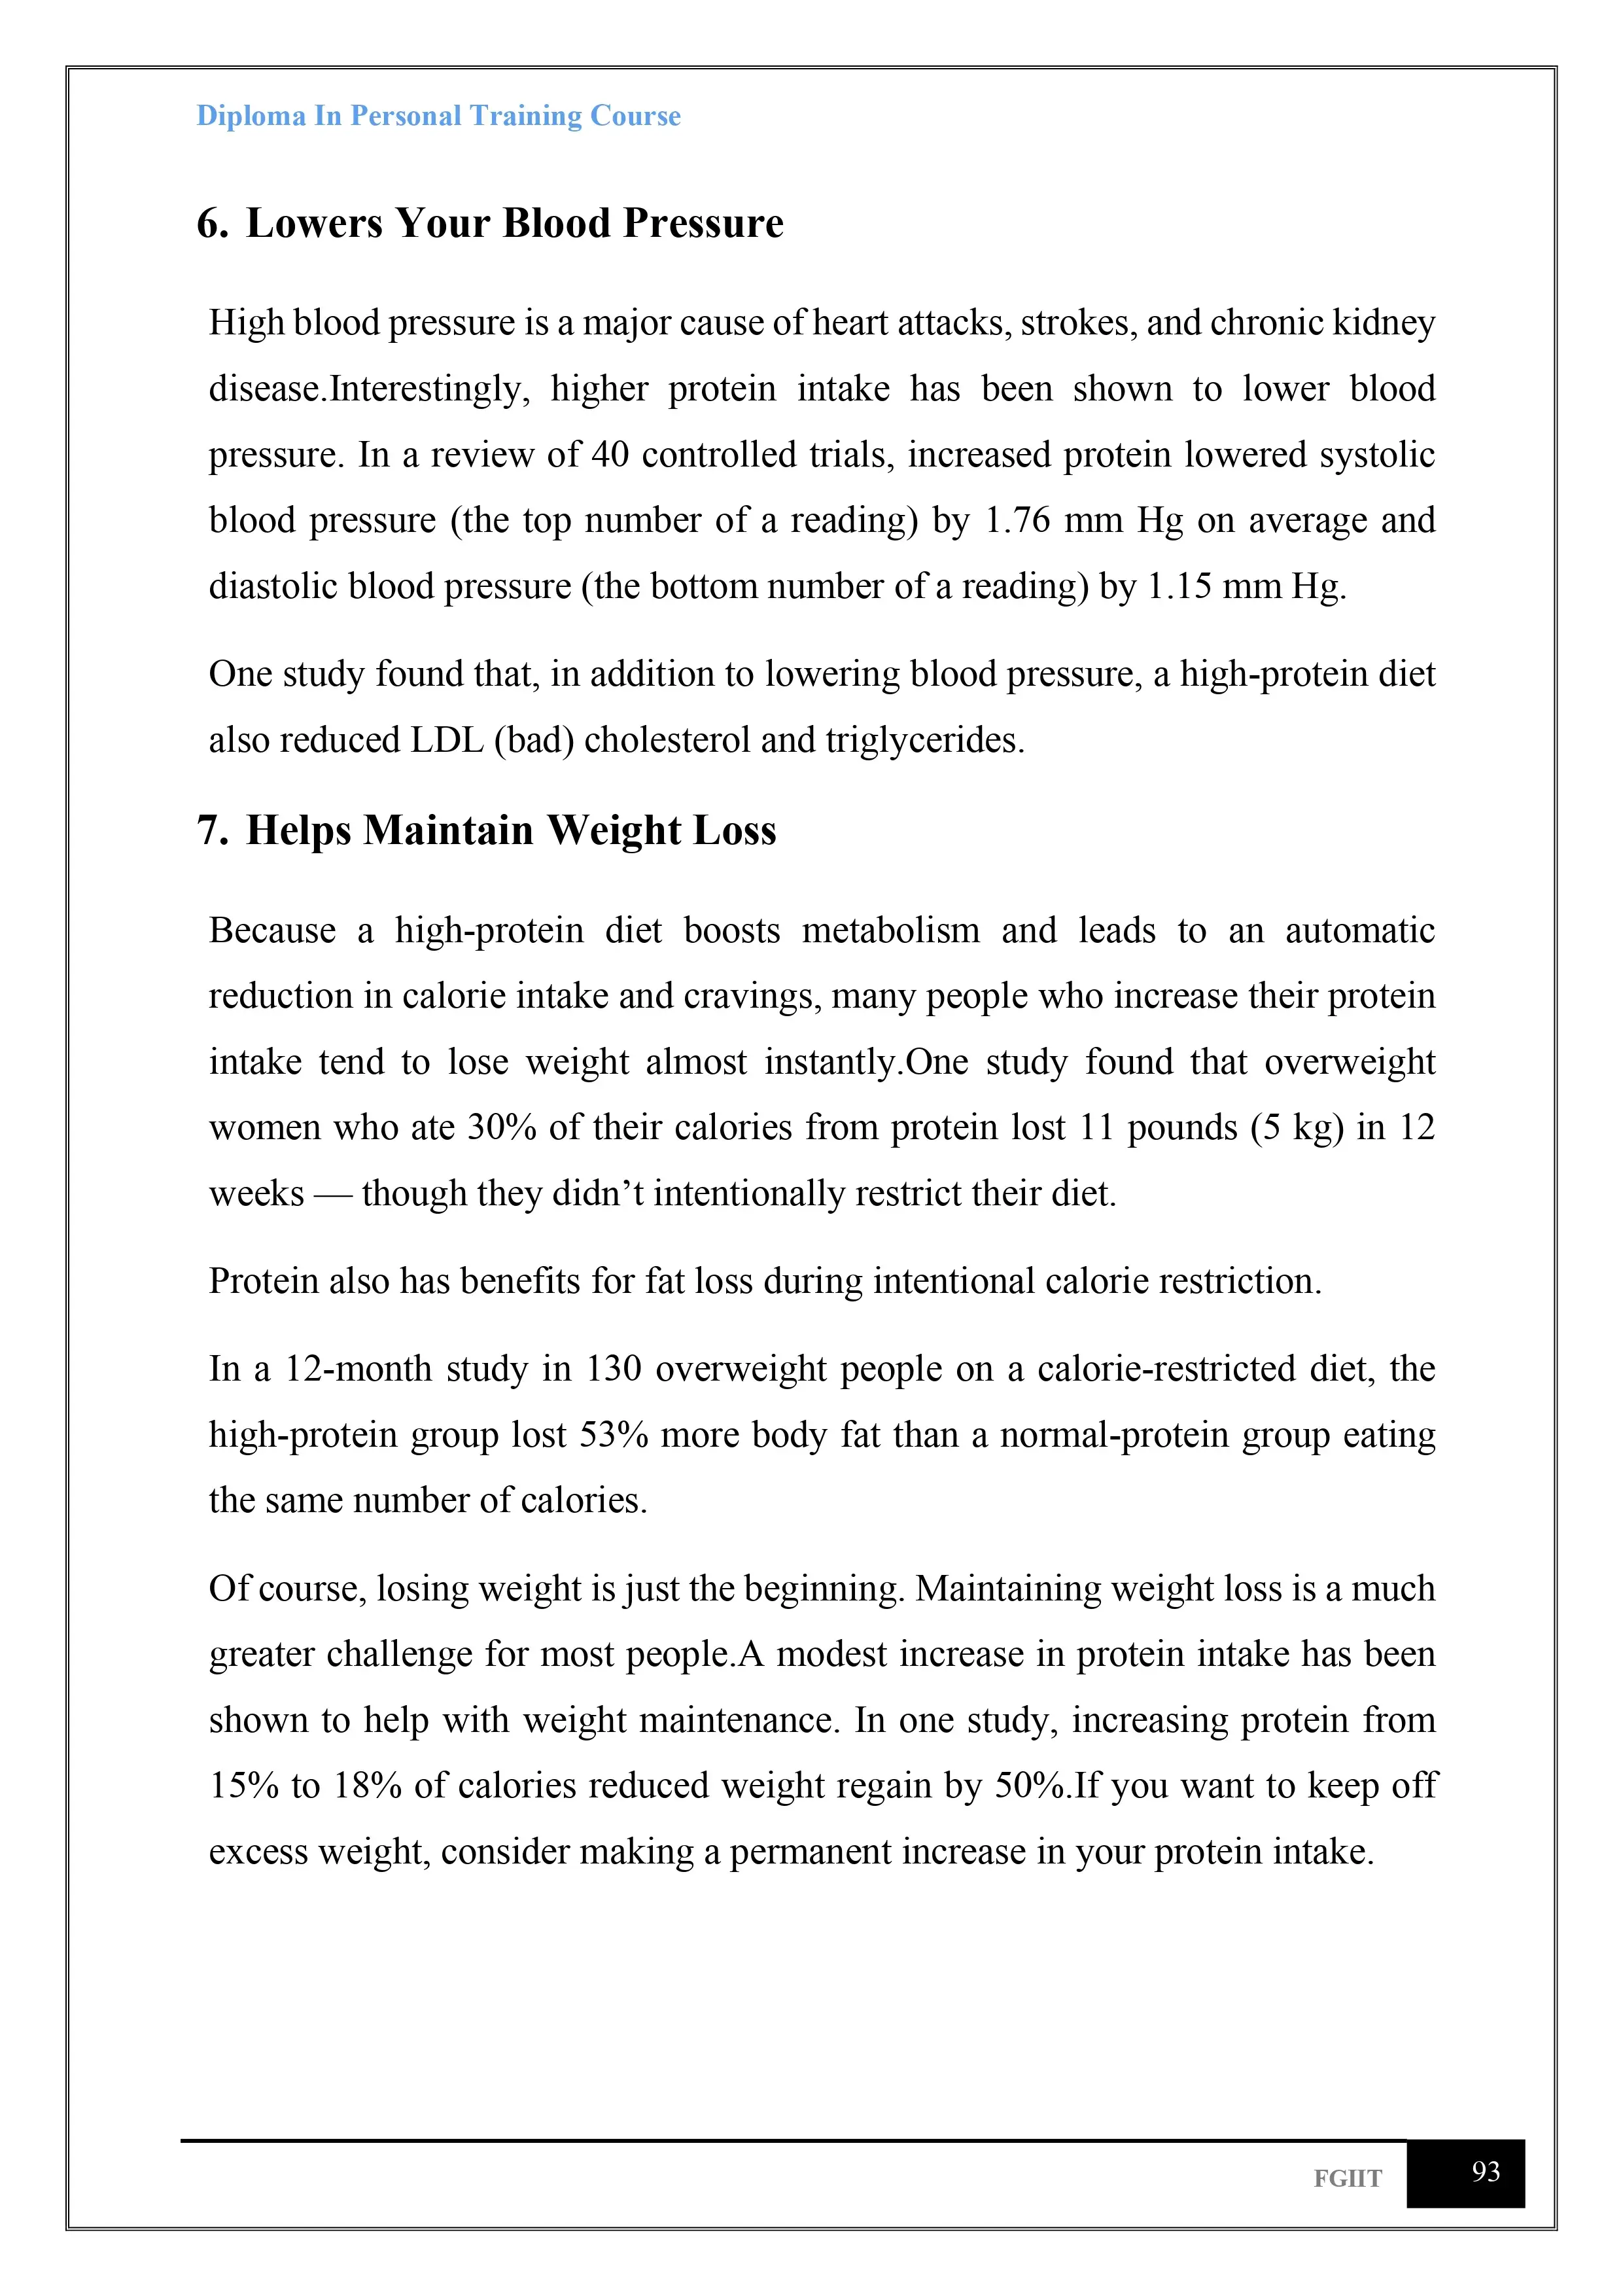 Diploma In Personal Training Course
6. Lowers Your Blood Pressure
High blood pressure is a major cause of heart attacks, strokes, and chronic kidney
disease.Interestingly, higher protein intake has been shown to lower blood
pressure. In a review of 40 controlled trials, increased protein lowered systolic
blood pressure (the top number of a reading) by 1.76 mm Hg on average and
diastolic blood pressure (the bottom number of a reading) by 1.15 mm Hg.
One study found that, in addition to lowering blood pressure, a high-protein diet
also reduced LDL (bad) cholesterol and triglycerides.
7. Helps Maintain Weight Loss
Because a high-protein diet boosts metabolism and leads to an automatic
reduction in calorie intake and cravings, many people who increase their protein
intake tend to lose weight almost instantly.One study found that overweight
women who ate 30% of their calories from protein lost 11 pounds (5 kg) in 12
weeks — though they didn’t intentionally restrict their diet.
Protein also has benefits for fat loss during intentional calorie restriction.
In a 12-month study in 130 overweight people on a calorie-restricted diet, the
high-protein group lost 53% more body fat than a normal-protein group eating
the same number of calories.
Of course, losing weight is just the beginning. Maintaining weight loss is a much
greater challenge for most people.A modest increase in protein intake has been
shown to help with weight maintenance. In one study, increasing protein from
15% to 18% of calories reduced weight regain by 50%.If you want to keep off
excess weight, consider making a permanent increase in your protein intake.
FGIIT 93